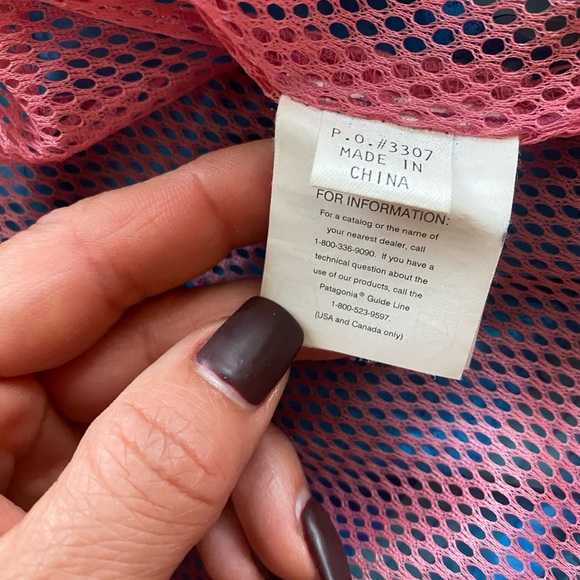 P.O.#3307
MADE IN
CHINA
FOR INFORMATION:
For a catalog or the name of
your nearest dealer, call
1-800-336-9090. If you have a
technical question about the
use of our products, call the
Patagonia® Guide Line
1-800-523-9597.
(USA and Canada only)